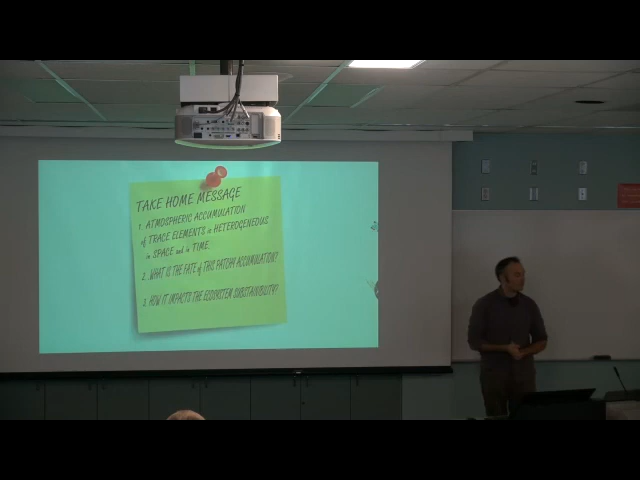 TAKE HOME MESSAGE
1. ATMOSPHERIC ACCUMULATION
of TRACE ELEMENTS is HETEROGENEOUS
in SPACE and in TIME.
2. WHAT IS THE FATE of THIS PATCHY ACCUMULATION?
3. HOW IT IMPACTS THE ECOSYSTEM SUBSTAINABILITY?